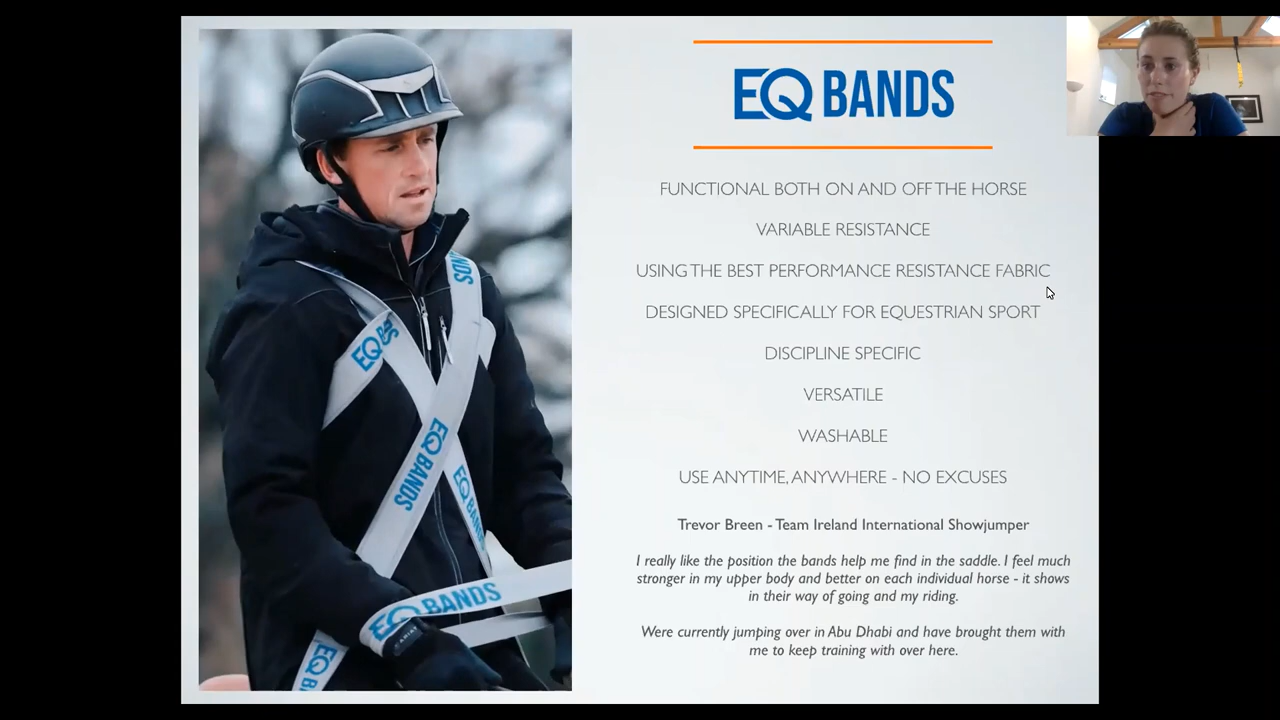 EQ BANDS
FUNCTIONAL BOTH ON AND OFF THE HORSE
VARIABLE RESISTANCE
USING THE BEST PERFORMANCE RESISTANCE FABRIC
DESIGNED SPECIFICALLY FOR EQUESTRIAN SPORT
DISCIPLINE SPECIFIC
VERSATILE
WASHABLE
USE ANYTIME, ANYWHERE - NO EXCUSES
Trevor Breen - Team Ireland International Showjumper
I really like the position the bands help me find in the saddle. I feel much
stronger in my upper body and better on each individual horse - it shows
in their way of going and my riding.
Were currently jumping over in Abu Dhabi and have brought them with
me to keep training with over here.
NDS
EQ B
EQ BANDS
EQ BAND
EQ BANDS
ARIAT
EQ B